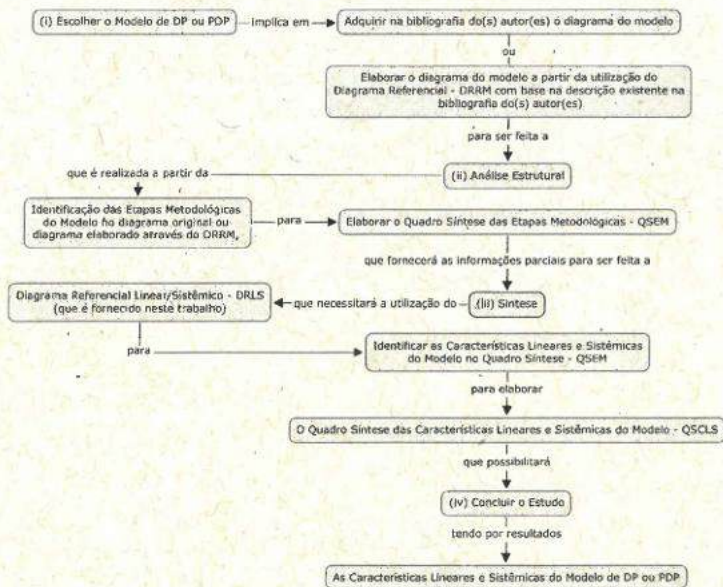 (i) Escolher o Modelo de DP ou PDP
implica em
Adquirir na bibliografia do(s) autor(es) o diagrama do modelo
ou
Elaborar o diagrama do modelo a partir da utilização do
Diagrama Referencial - DRRM com base na descrição existente na
bibliografia do(s) autor(es)
para ser feita a
(ii) Análise Estrutural
que é realizada a partir da
Identificação das Etapas Metodológicas
do Modelo no diagrama original ou
diagrama elaborado através do DRRM,
para
Elaborar o Quadro Síntese das Etapas Metodológicas - QSEM
que fornecerá as informações parciais para ser feita a
(iii) Síntese
que necessitará a utilização do
Diagrama Referencial Linear/Sistêmico - DRLS
(que é fornecido neste trabalho)
para
Identificar as Características Lineares e Sistêmicas
do Modelo no Quadro Síntese - QSEM
para elaborar
O Quadro Síntese das Características Lineares e Sistêmicas do Modelo - QSCLS
que possibilitará
(iv) Concluir o Estudo
tendo por resultados
As Características Lineares e Sistêmicas do Modelo de DP ou PDP